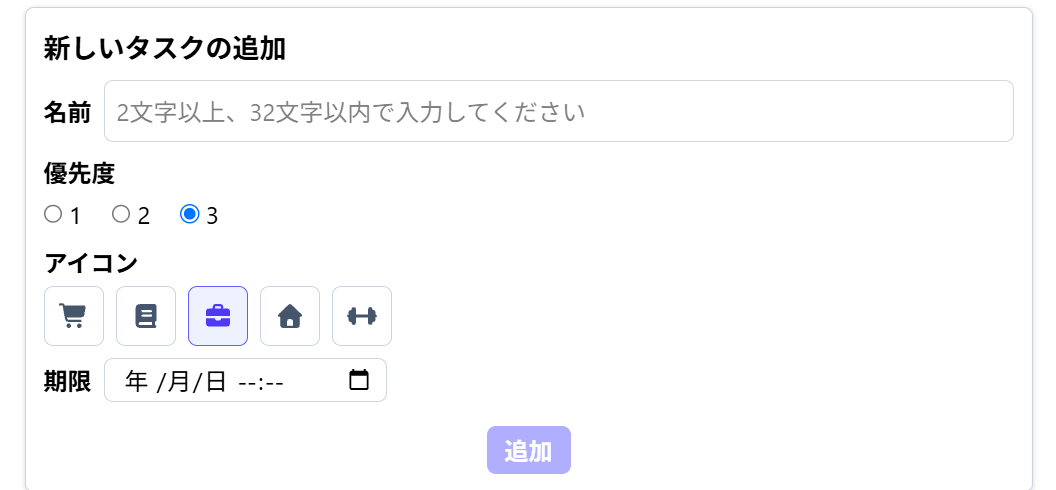 新しいタスクの追加
名前 2文字以上、32文字以内で入力してください
優先度
1 2 3
アイコン
期限 年 /月/日 --:--
追加